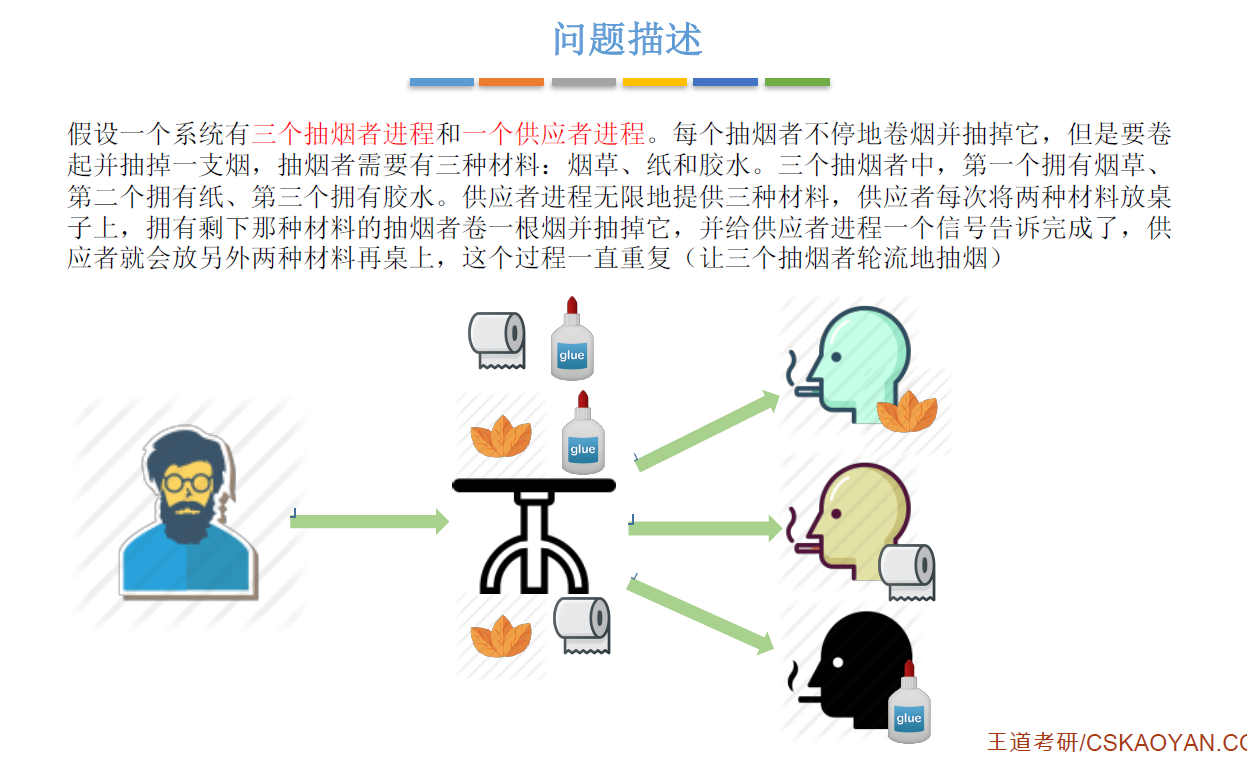 问题描述
假设一个系统有三个抽烟者进程和一个供应者进程。每个抽烟者不停地卷烟并抽掉它，但是要卷
起并抽掉一支烟，抽烟者需要有三种材料：烟草、纸和胶水。三个抽烟者中，第一个拥有烟草、
第二个拥有纸、第三个拥有胶水。供应者进程无限地提供三种材料，供应者每次将两种材料放桌
子上，拥有剩下那种材料的抽烟者卷一根烟并抽掉它，并给供应者进程一个信号告诉完成了，供
应者就会放另外两种材料再桌上，这个过程一直重复（让三个抽烟者轮流地抽烟）
glue
glue
glue
王道考研/CSKAOYAN.CO